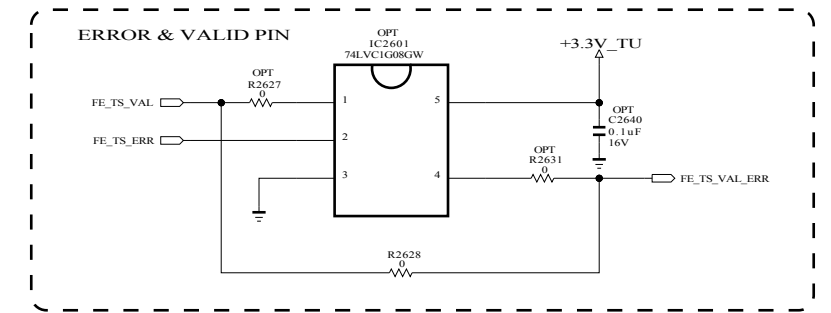 ERROR & VALID PIN
OPT
IC2601
74LVC1G08GW
+3.3V_TU
OPT
R2627
0
FE_TS_VAL
1
5
OPT
C2640
0.1uF
16V
FE_TS_ERR
2
OPT
R2631
0
3
4
FE_TS_VAL_ERR
R2628
0